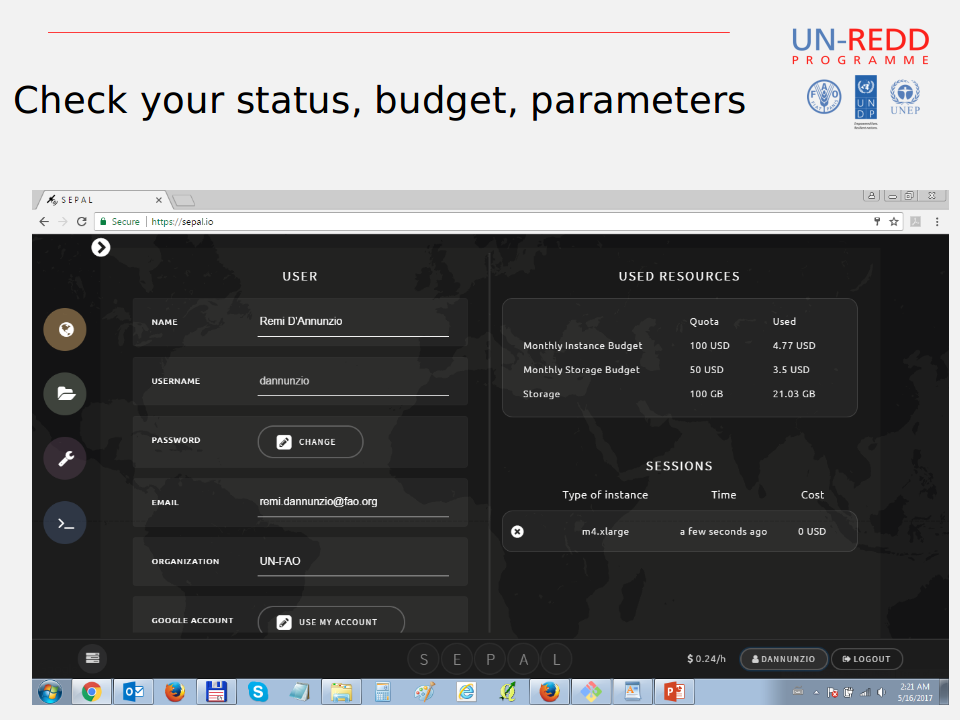 UN-REDD
PROGRAMME
Check your status, budget, parameters
FAO
UN
DP
UNEP
SEPAL
Secure https://sepal.io
USER
NAME Remi D'Annunzio
USERNAME dannunzio
PASSWORD CHANGE
EMAIL remi.dannunzio@fao.org
ORGANIZATION UN-FAO
GOOGLE ACCOUNT USE MY ACCOUNT
USED RESOURCES
Quota Used
Monthly Instance Budget 100 USD 4.77 USD
Monthly Storage Budget 50 USD 3.5 USD
Storage 100 GB 21.03 GB
SESSIONS
Type of instance Time Cost
m4.xlarge a few seconds ago 0 USD
S E P A L
$ 0.24/h DANNUNZIO LOGOUT
2:21 AM
5/16/2017